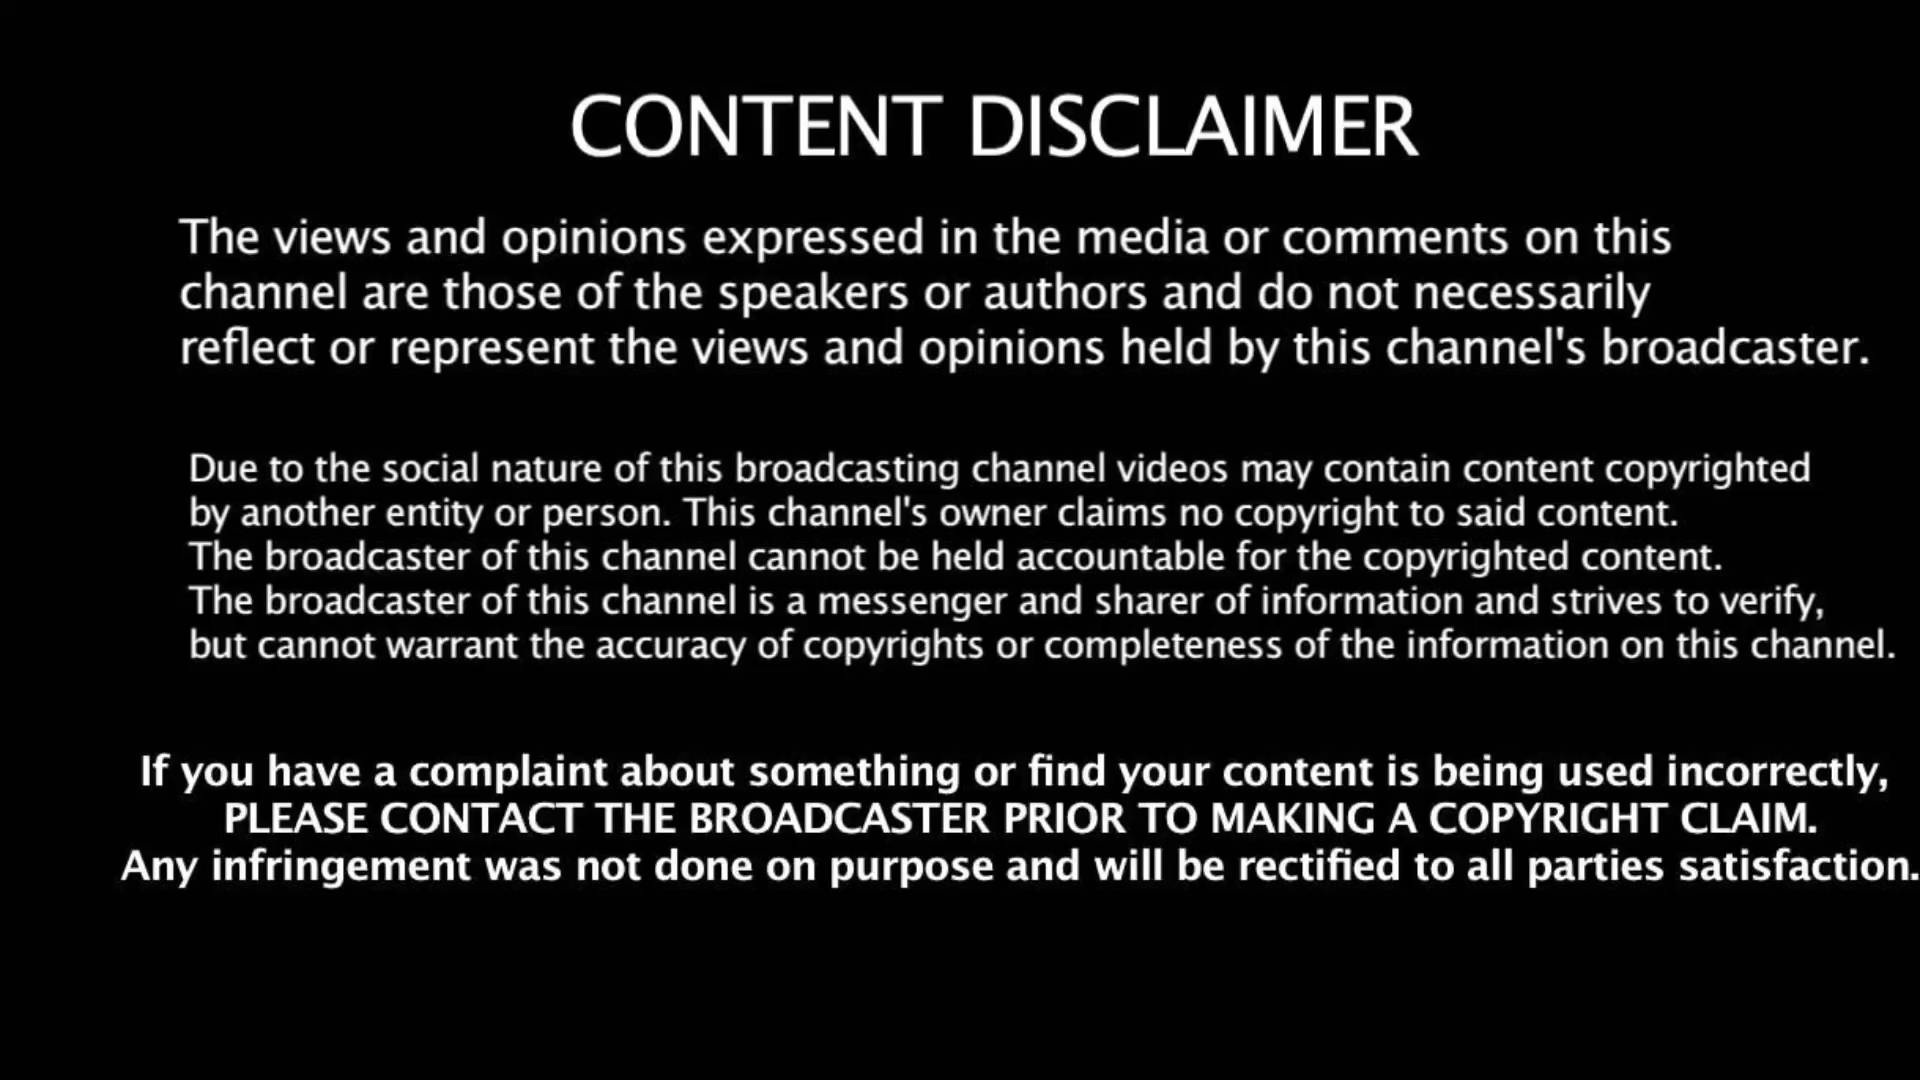 CONTENT DISCLAIMER
The views and opinions expressed in the media or comments on this
channel are those of the speakers or authors and do not necessarily
reflect or represent the views and opinions held by this channel's broadcaster.
Due to the social nature of this broadcasting channel videos may contain content copyrighted
by another entity or person. This channel's owner claims no copyright to said content.
The broadcaster of this channel cannot be held accountable for the copyrighted content.
The broadcaster of this channel is a messenger and sharer of information and strives to verify,
but cannot warrant the accuracy of copyrights or completeness of the information on this channel.
If you have a complaint about something or find your content is being used incorrectly,
PLEASE CONTACT THE BROADCASTER PRIOR TO MAKING A COPYRIGHT CLAIM.
Any infringement was not done on purpose and will be rectified to all parties satisfaction.